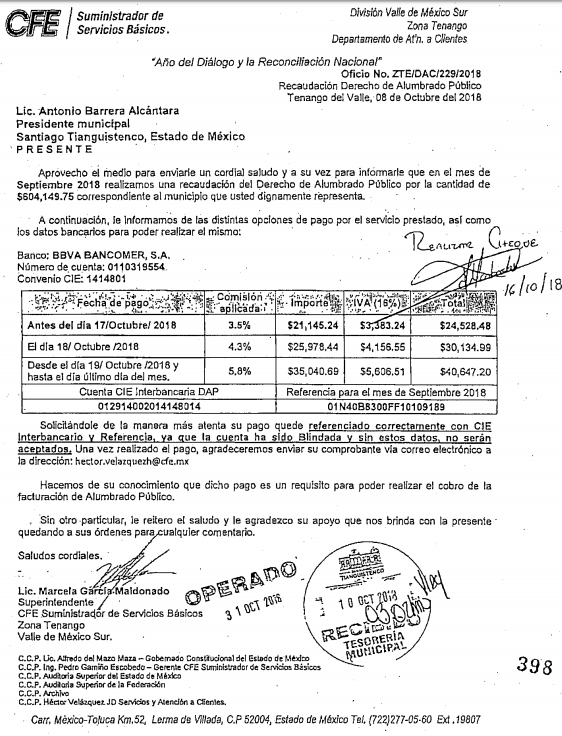 CFE
Suministrador de
Servicios Básicos.
División Valle de México Sur
Zona Tenango
Departamento de At'n. a Clientes
"Año del Diálogo y la Reconciliación Nacional"
Oficio No. ZTE/DAC/229/2018
Recaudación Derecho de Alumbrado Público
Tenango del Valle, 08 de Octubre del 2018
Lic. Antonio Barrera Alcántara
Presidente municipal
Santiago Tianguistenco, Estado de México
P R E S E N T E
Aprovecho el medio para enviarle un cordial saludo y a su vez para informarle que en el mes de
Septiembre 2018 realizamos una recaudación del Derecho de Alumbrado Público por la cantidad de
$604,149.75 correspondiente al municipio que usted dignamente representa.
A continuación, le informamos de las distintas opciones de pago por el servicio prestado, así como
los datos bancarios para poder realizar el mismo:
Cheque
16/10/18
Banco: BBVA BANCOMER, S.A.
Número de cuenta: 0110319554
Convenio CIE: 1414801
Fecha de pago Comisión aplicada Importe IVA (16%) Total
Antes del día 17/Octubre/ 2018 3.5% $21,145.24 $3,383.24 $24,528.48
El día 18/ Octubre /2018 4.3% $25,978.44 $4,156.55 $30,134.99
Desde el día 19/ Octubre /2018 y
hasta el día último día del mes. 5.8% $35,040.69 $5,606.51 $40,647.20
Cuenta CIE Interbancaria DAP Referencia para el mes de Septiembre 2018
012914002014148014 01N40B8300FF10109189
Solicitándole de la manera más atenta su pago quede referenciado correctamente con CIE
Interbancario y Referencia, ya que la cuenta ha sido Blindada y sin estos datos, no serán
aceptados. Una vez realizado el pago, agradeceremos enviar su comprobante vía correo electrónico a
la dirección: hector.velazquezh@cfe.mx
Hacemos de su conocimiento que dicho pago es un requisito para poder realizar el cobro de la
facturación de Alumbrado Público.
Sin otro particular, le reitero el saludo y le agradezco su apoyo que nos brinda con la presente
quedando a sus órdenes para cualquier comentario.
Saludos cordiales.
Lic. Marcela García Maldonado
Superintendente
CFE Suministrador de Servicios Básicos
Zona Tenango
Valle de México Sur.
OPERADO
31 OCT 2018
TIANGUISTENCO
10 OCT 2018
RECIBIDO
TESORERÍA
MUNICIPAL
398
C.C.P. Lic. Alfredo del Mazo Maza – Gobernado Constitucional del Estado de México
C.C.P. Ing. Pedro Gamiño Escobedo – Gerente CFE Suministrador de Servicios Básicos
C.C.P. Auditoria Superior del Estado de México
C.C.P. Auditoria Superior de la Federación
C.C.P. Archivo
C.C.P. Héctor Velázquez JD Servicios y Atención a Clientes.
Carr. México-Toluca Km.52, Lerma de Villada, C.P 52004, Estado de México Tel. (722)277-05-60 Ext.19807